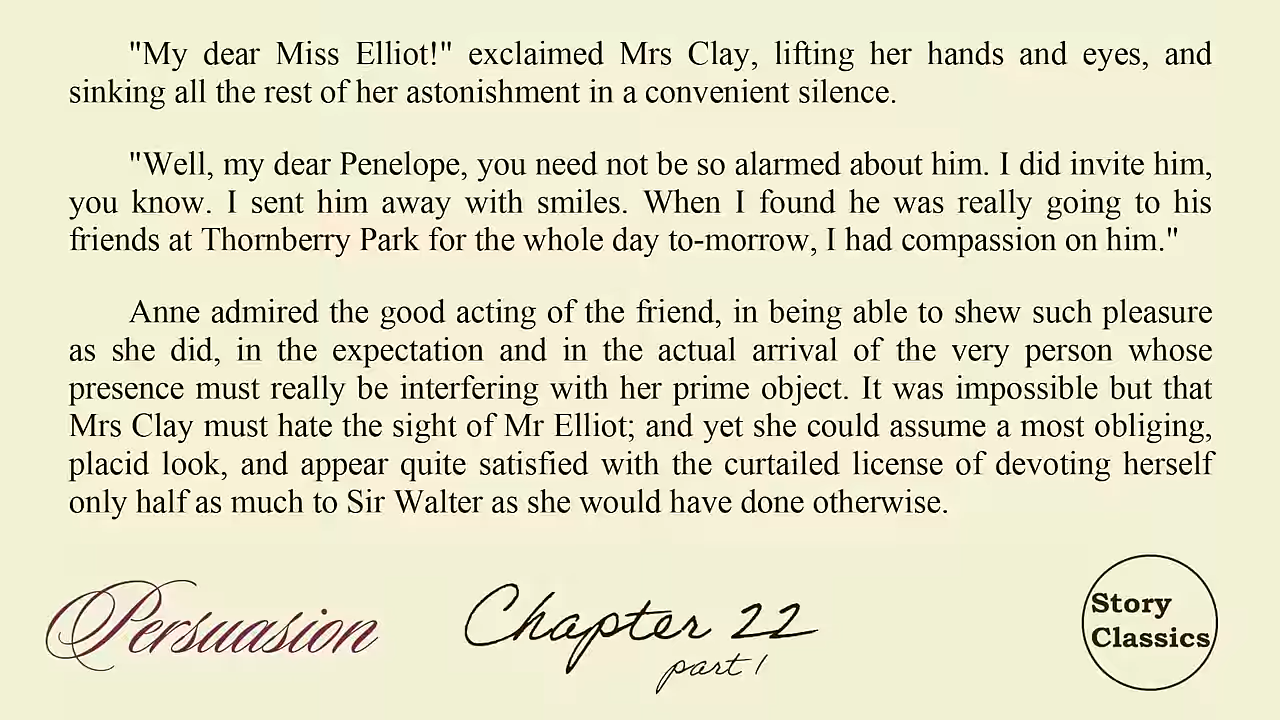 "My dear Miss Elliot!" exclaimed Mrs Clay, lifting her hands and eyes, and
sinking all the rest of her astonishment in a convenient silence.
"Well, my dear Penelope, you need not be so alarmed about him. I did invite him,
you know. I sent him away with smiles. When I found he was really going to his
friends at Thornberry Park for the whole day to-morrow, I had compassion on him."
Anne admired the good acting of the friend, in being able to shew such pleasure
as she did, in the expectation and in the actual arrival of the very person whose
presence must really be interfering with her prime object. It was impossible but that
Mrs Clay must hate the sight of Mr Elliot; and yet she could assume a most obliging,
placid look, and appear quite satisfied with the curtailed license of devoting herself
only half as much to Sir Walter as she would have done otherwise.
Persuasion
Chapter 22
part 1
Story
Classics